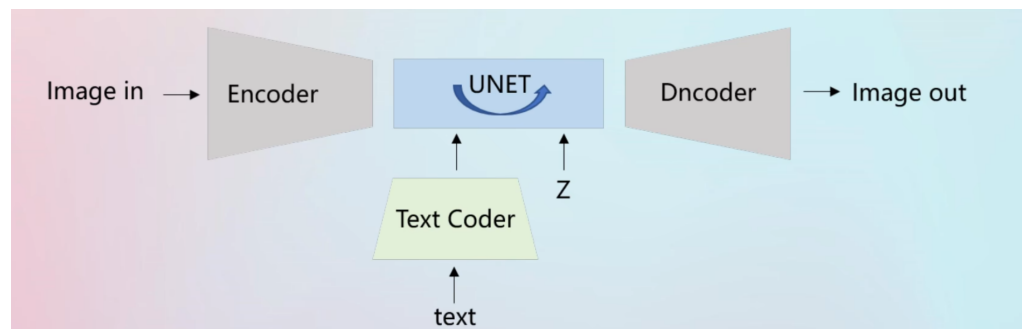 Image in
Encoder
UNET
Dncoder
Image out
Z
Text Coder
text